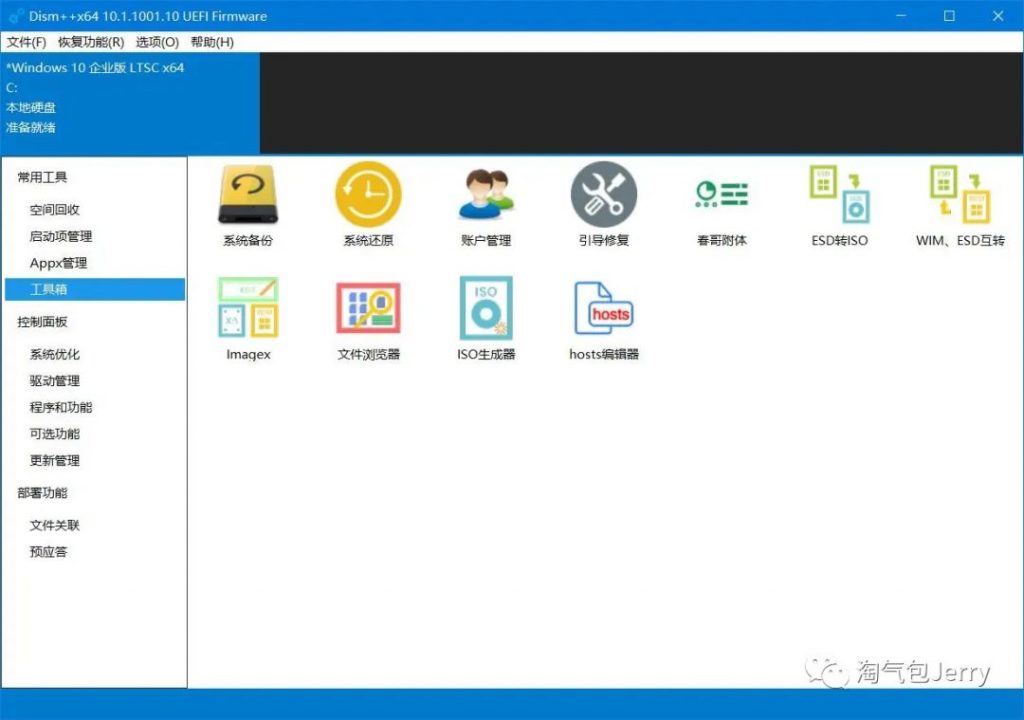 Dism++x64 10.1.1001.10 UEFI Firmware
文件(F) 恢复功能(R) 选项(O) 帮助(H)
*Windows 10 企业版 LTSC x64
C:
本地硬盘
准备就绪
常用工具
空间回收
启动项管理
Appx管理
工具箱
控制面板
系统优化
驱动管理
程序和功能
可选功能
更新管理
部署功能
文件关联
预应答
系统备份 系统还原 账户管理 引导修复 春哥附体 ESD转ISO WIM、ESD互转
ISO
hosts
Imagex 文件浏览器 ISO生成器 hosts编辑器
淘气包Jerry